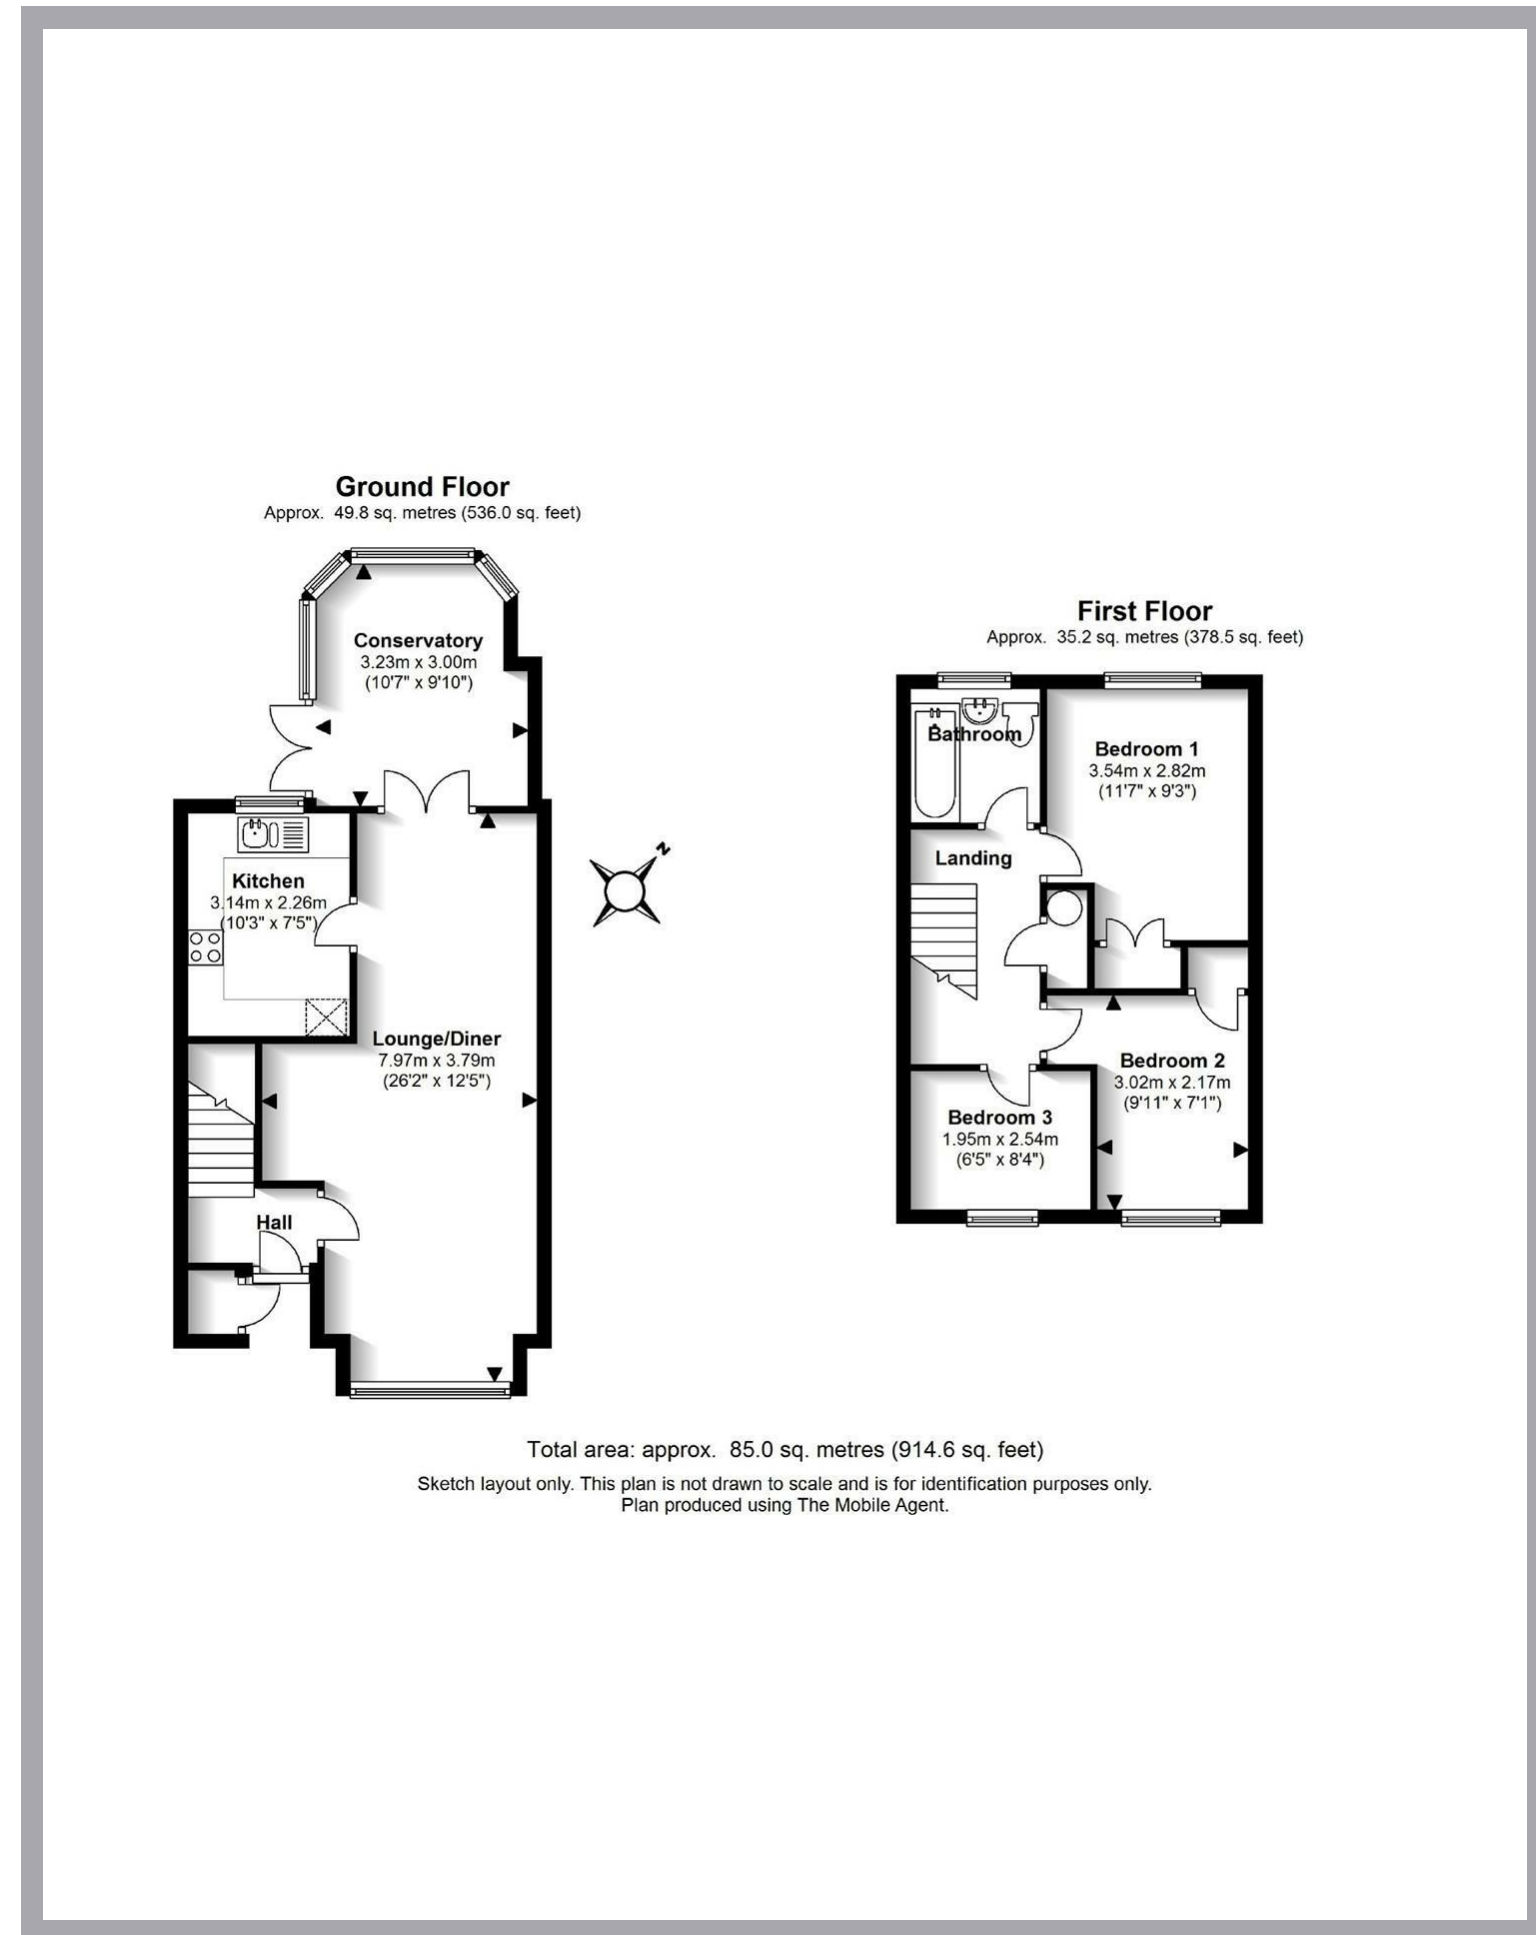 Ground Floor
Approx. 49.8 sq. metres (536.0 sq. feet)
Conservatory
3.23m x 3.00m
(10'7" x 9'10")
Kitchen
3.14m x 2.26m
(10'3" x 7'5")
Lounge/Diner
7.97m x 3.79m
(26'2" x 12'5")
Hall
N
First Floor
Approx. 35.2 sq. metres (378.5 sq. feet)
Bathroom
Bedroom 1
3.54m x 2.82m
(11'7" x 9'3")
Landing
Bedroom 2
3.02m x 2.17m
(9'11" x 7'1")
Bedroom 3
1.95m x 2.54m
(6'5" x 8'4")
Total area: approx. 85.0 sq. metres (914.6 sq. feet)
Sketch layout only. This plan is not drawn to scale and is for identification purposes only.
Plan produced using The Mobile Agent.